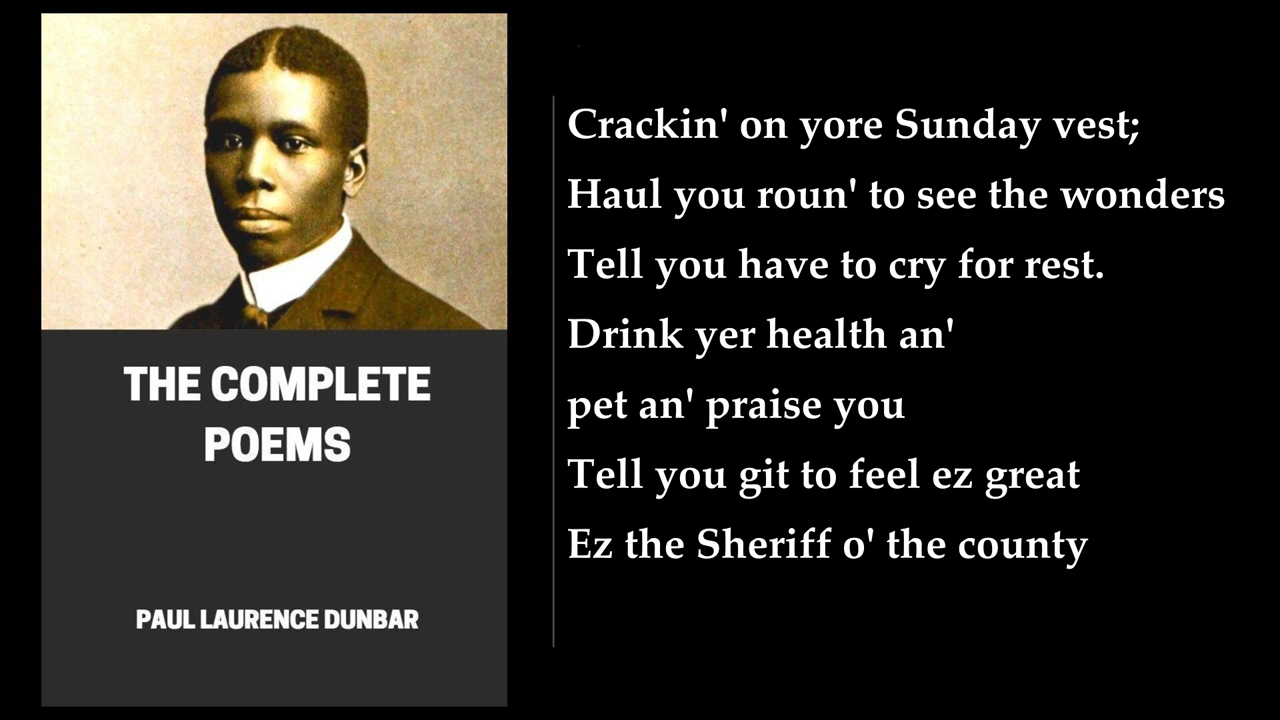 THE COMPLETE
POEMS
PAUL LAURENCE DUNBAR
Crackin' on yore Sunday vest;
Haul you roun' to see the wonders
Tell you have to cry for rest.
Drink yer health an'
pet an' praise you
Tell you git to feel ez great
Ez the Sheriff o' the county